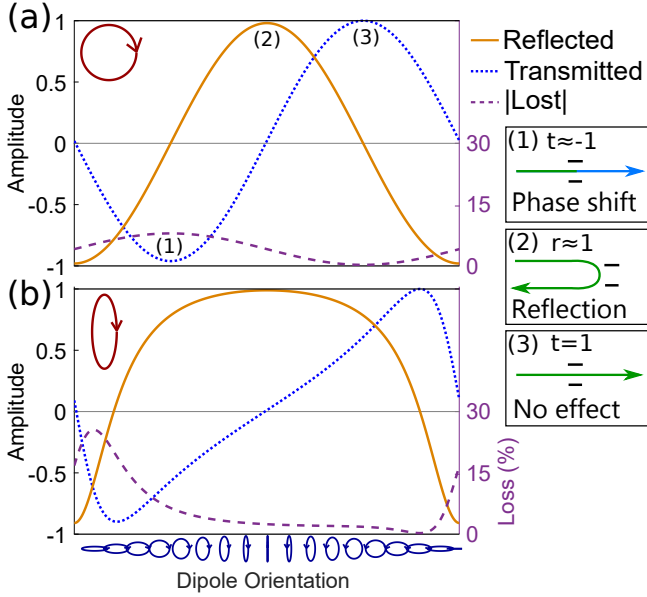 (a)
1
0.5
0
-0.5
-1
Amplitude
(1)
(2)
(3)
30
15
0
Reflected
Transmitted
|Lost|
(1) t≈-1
Phase shift
(2) r≈1
Reflection
(3) t=1
No effect
(b)
1
0.5
0
-0.5
-1
Amplitude
30
15
0
Loss (%)
Dipole Orientation